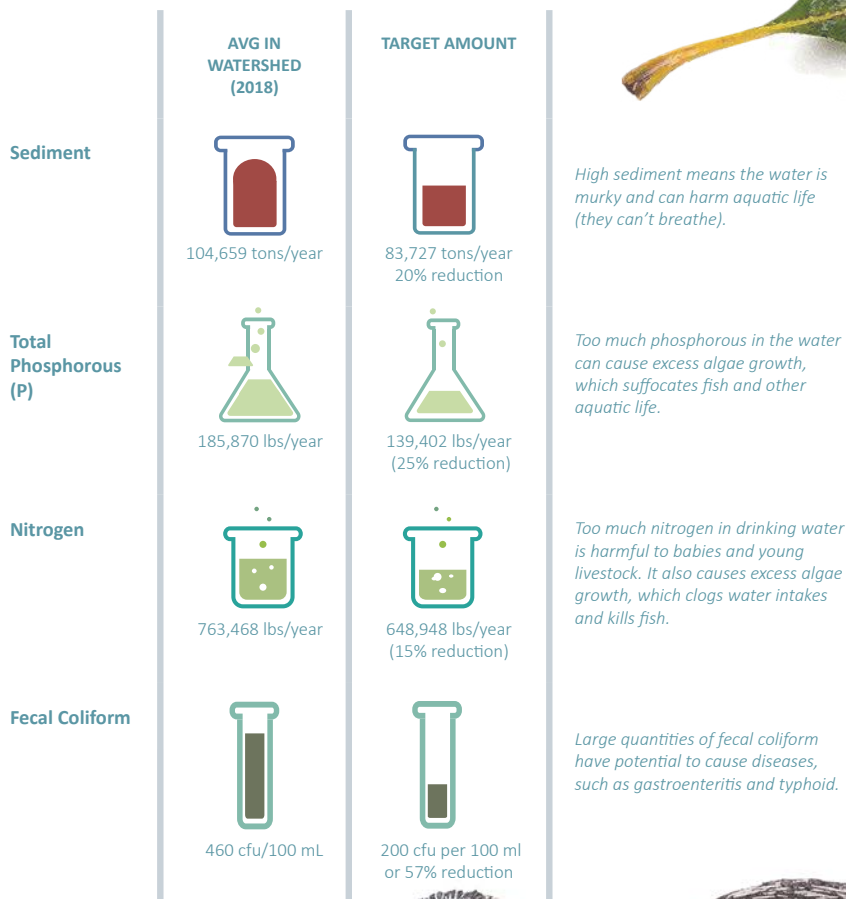 AVG IN
WATERSHED
(2018)
TARGET AMOUNT
Sediment
104,659 tons/year
83,727 tons/year
20% reduction
High sediment means the water is
murky and can harm aquatic life
(they can’t breathe).
Total
Phosphorous
(P)
185,870 lbs/year
139,402 lbs/year
(25% reduction)
Too much phosphorous in the water
can cause excess algae growth,
which suffocates fish and other
aquatic life.
Nitrogen
763,468 lbs/year
648,948 lbs/year
(15% reduction)
Too much nitrogen in drinking water
is harmful to babies and young
livestock. It also causes excess algae
growth, which clogs water intakes
and kills fish.
Fecal Coliform
460 cfu/100 mL
200 cfu per 100 ml
or 57% reduction
Large quantities of fecal coliform
have potential to cause diseases,
such as gastroenteritis and typhoid.